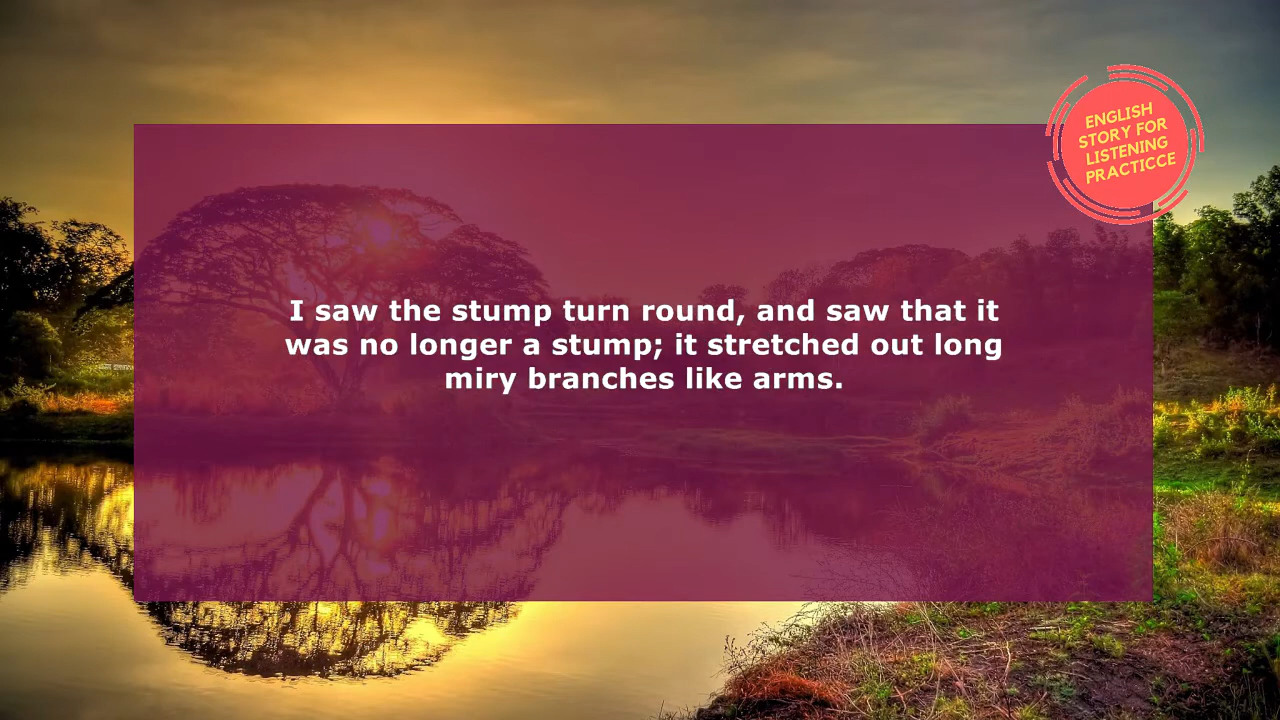 ENGLISH
STORY FOR
LISTENING
PRACTICCE
I saw the stump turn round, and saw that it
was no longer a stump; it stretched out long
miry branches like arms.